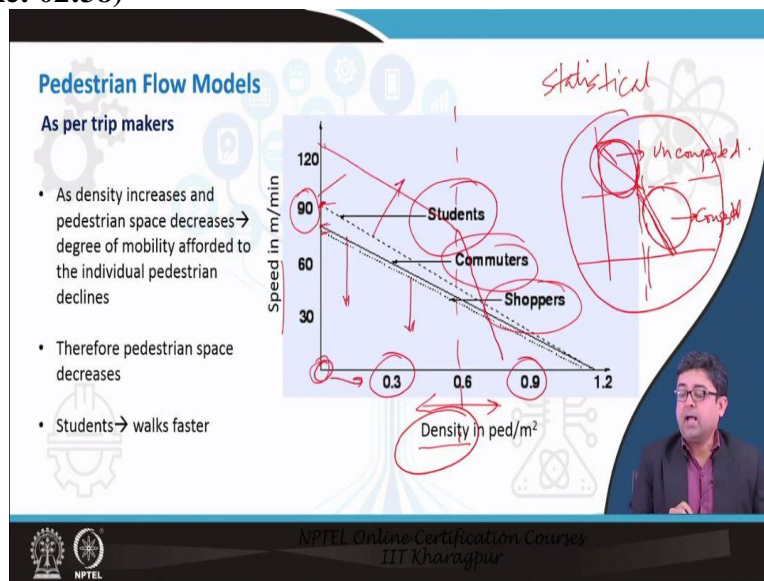 Pedestrian Flow Models
As per trip makers
• As density increases and
pedestrian space decreases→
degree of mobility afforded to
the individual pedestrian
declines
• Therefore pedestrian space
decreases
• Students→ walks faster
Speed in m/min
120
90
60
30
0
0.3
0.6
0.9
1.2
Density in ped/m²
Students
Commuters
Shoppers
Statistical
Uncongested.
NPTEL
NPTEL Online Certification Courses
IIT Kharagpur